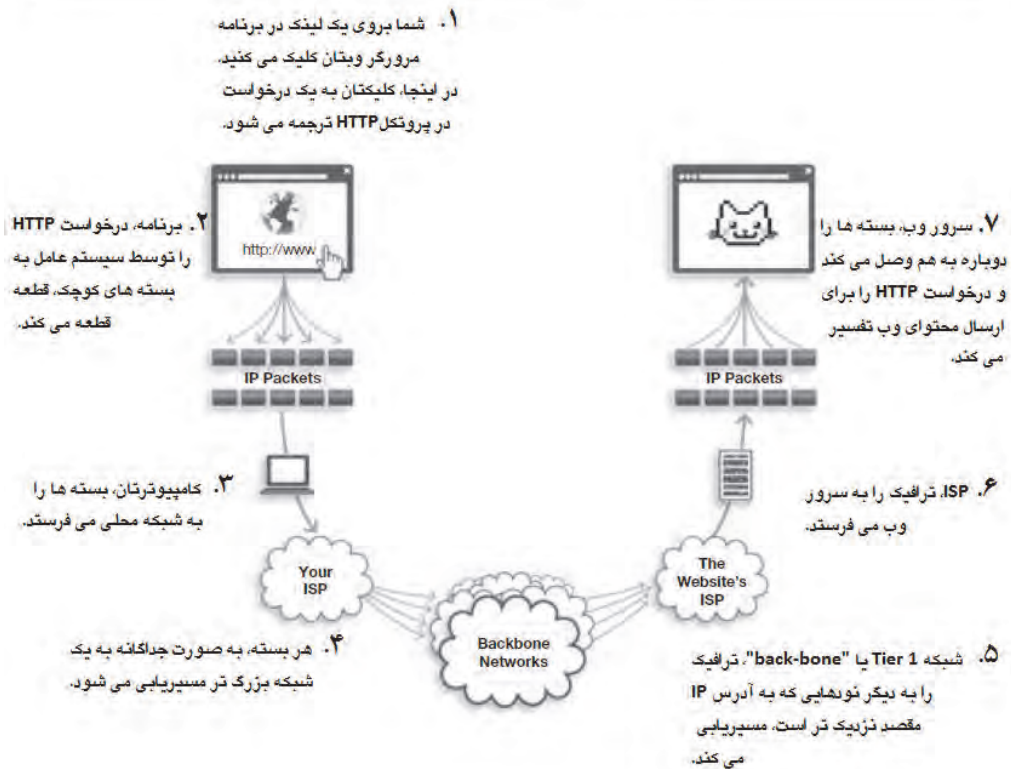 ۱. شما بروی یک لینک در برنامه
مرورگر وبتان کلیک می کنید.
در اینجا، کلیکتان به یک درخواست
در پروتکلHTTP ترجمه می شود.
http://www
۲. برنامه، درخواست HTTP
را توسط سیستم عامل به
بسته های کوچک، قطعه
قطعه می کند.
IP Packets
۳. کامپیوترتان، بسته ها را
به شبکه محلی می فرستد.
Your
ISP
۴. هر بسته، به صورت جداگانه به یک
شبکه بزرگ تر مسیریابی می شود.
Backbone
Networks
۵. شبکه Tier 1 یا "back-bone"، ترافیک
را به دیگر نودهایی که به آدرس IP
مقصد نزدیک تر است، مسیریابی
می کند.
The
Website's
ISP
۶. ISP، ترافیک را به سرور
وب می فرستد.
IP Packets
۷. سرور وب، بسته ها را
دوباره به هم وصل می کند
و درخواست HTTP را برای
ارسال محتوای وب تفسیر
می کند.